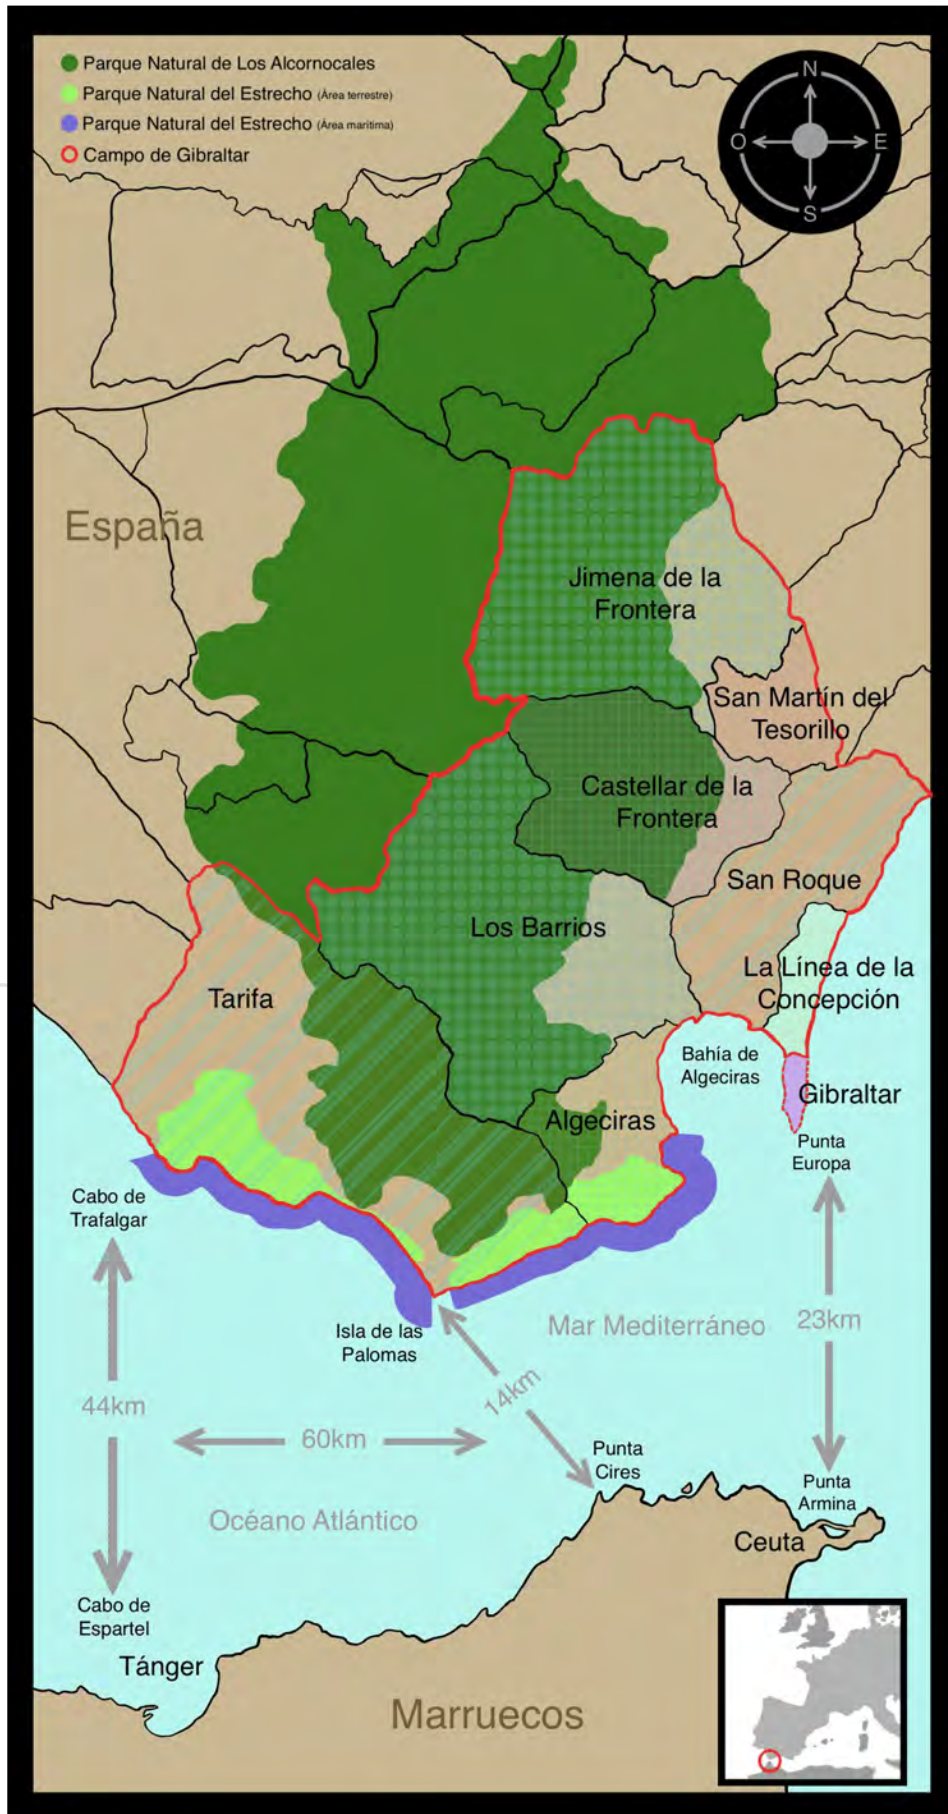 Parque Natural de Los Alcornocales
Parque Natural del Estrecho (Área terrestre)
Parque Natural del Estrecho (Área marítima)
Campo de Gibraltar
N
O
E
S
España
Jimena de la
Frontera
San Martín del
Tesorillo
Castellar de la
Frontera
San Roque
Los Barrios
La Línea de la
Concepción
Tarifa
Bahía de
Algeciras
Gibraltar
Algeciras
Punta
Europa
Cabo de
Trafalgar
Isla de las
Palomas
Mar Mediterráneo
23km
14km
44km
60km
Punta
Cires
Punta
Armina
Océano Atlántico
Ceuta
Cabo de
Espartel
Tánger
Marruecos